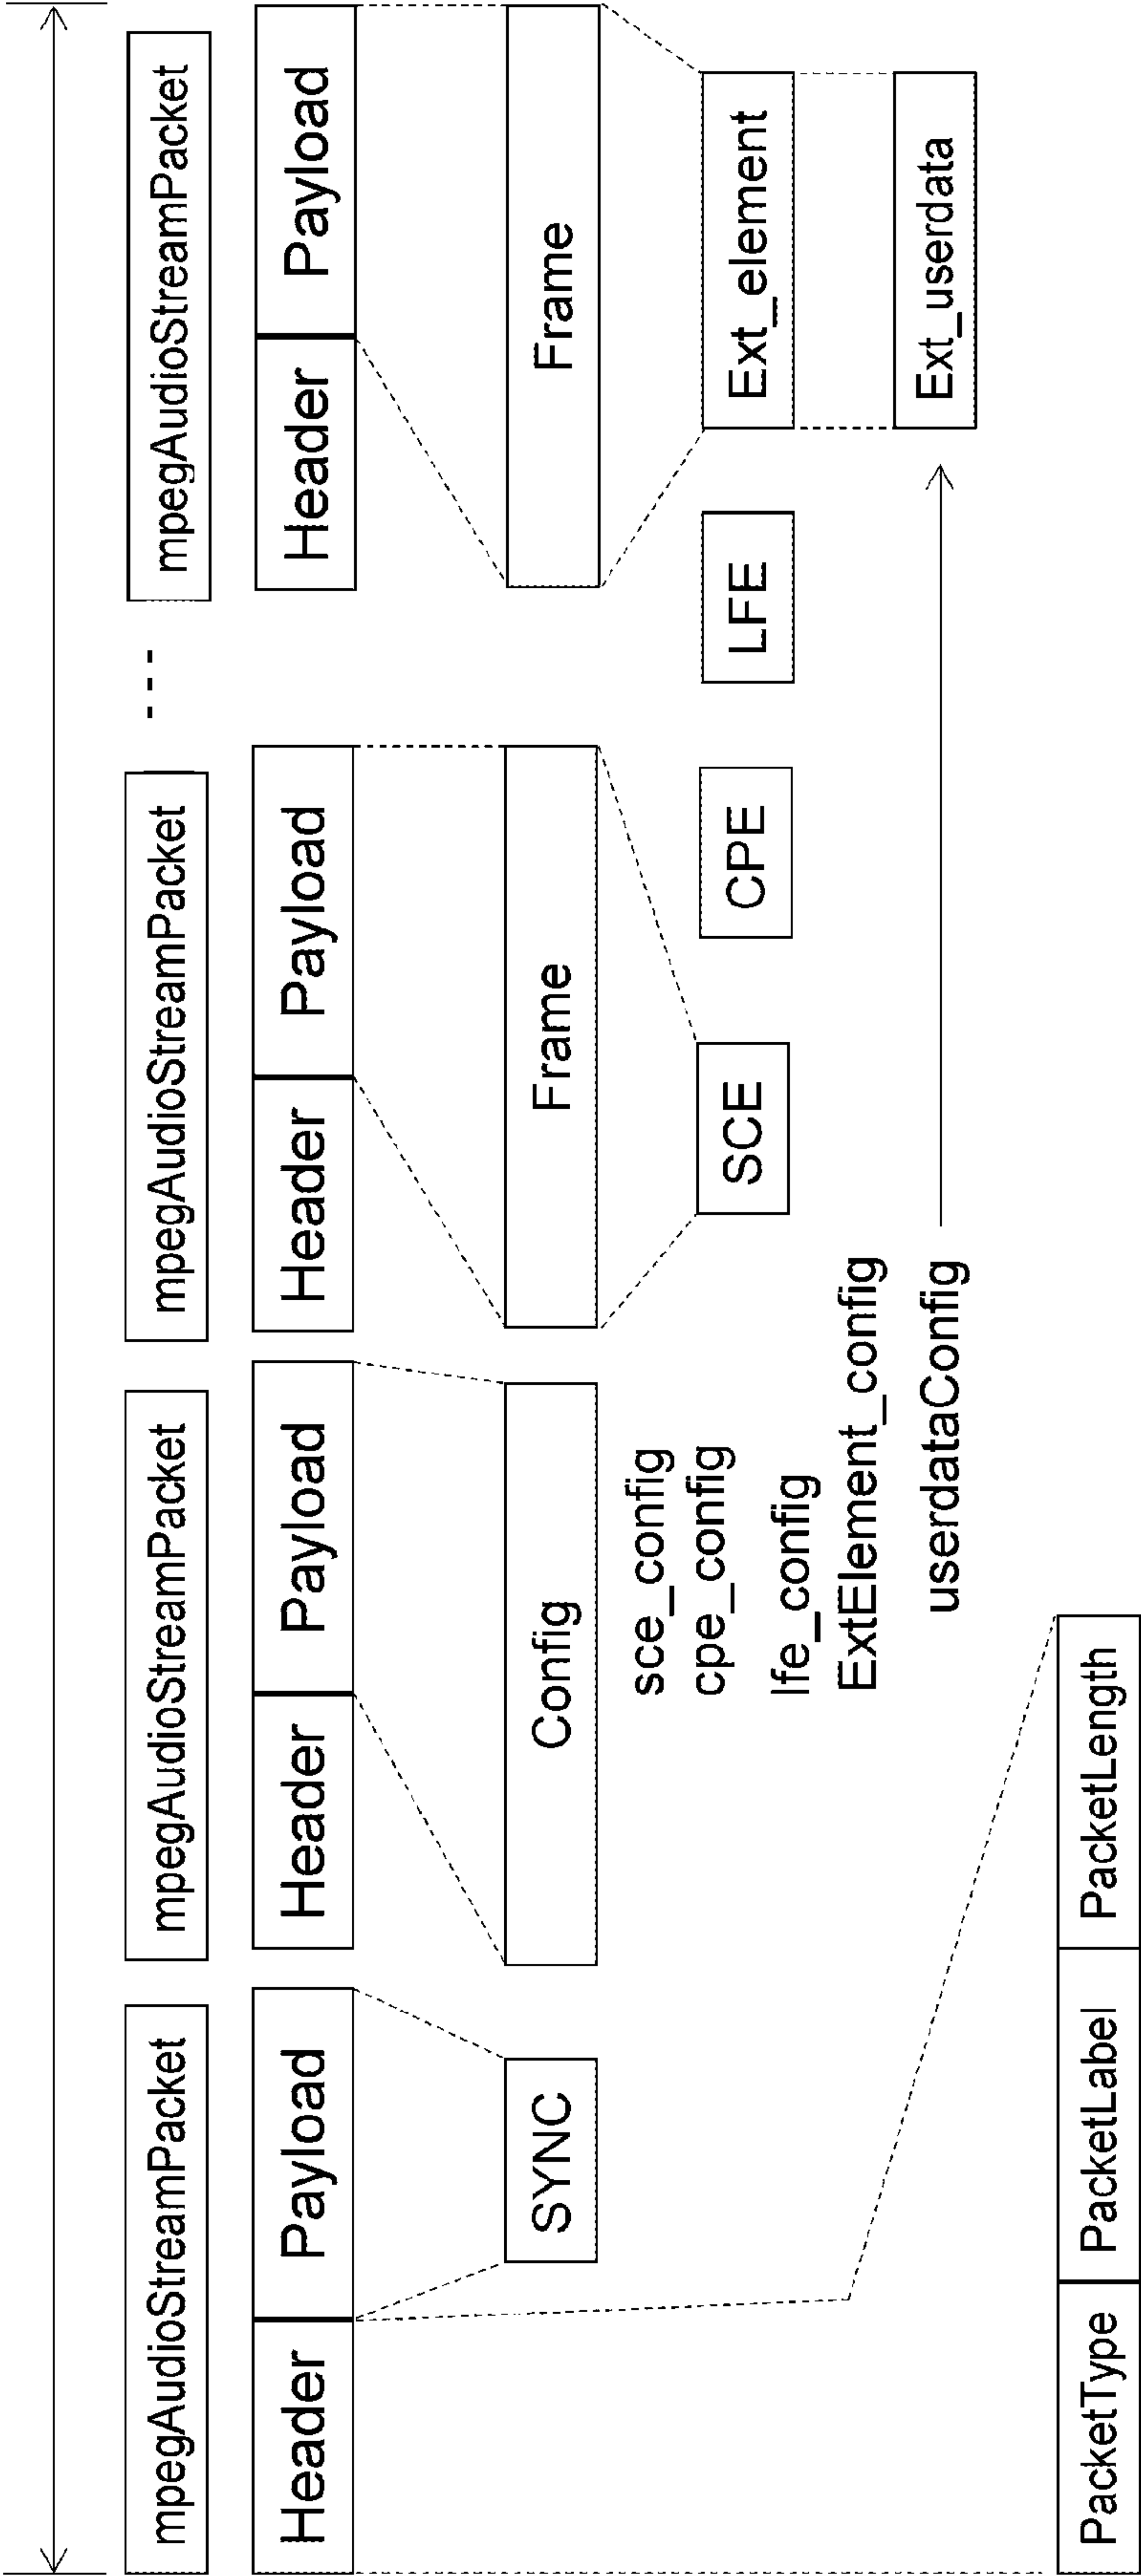 mpegAudioStreamPacket
mpegAudioStreamPacket
mpegAudioStreamPacket
- - -
mpegAudioStreamPacket
Header
Payload
Header
Payload
Header
Payload
Header
Payload
SYNC
Config
Frame
Frame
sce_config
cpe_config
lfe_config
ExtElement_config
userdataConfig
SCE
CPE
LFE
Ext_element
Ext_userdata
PacketType
PacketLabel
PacketLength